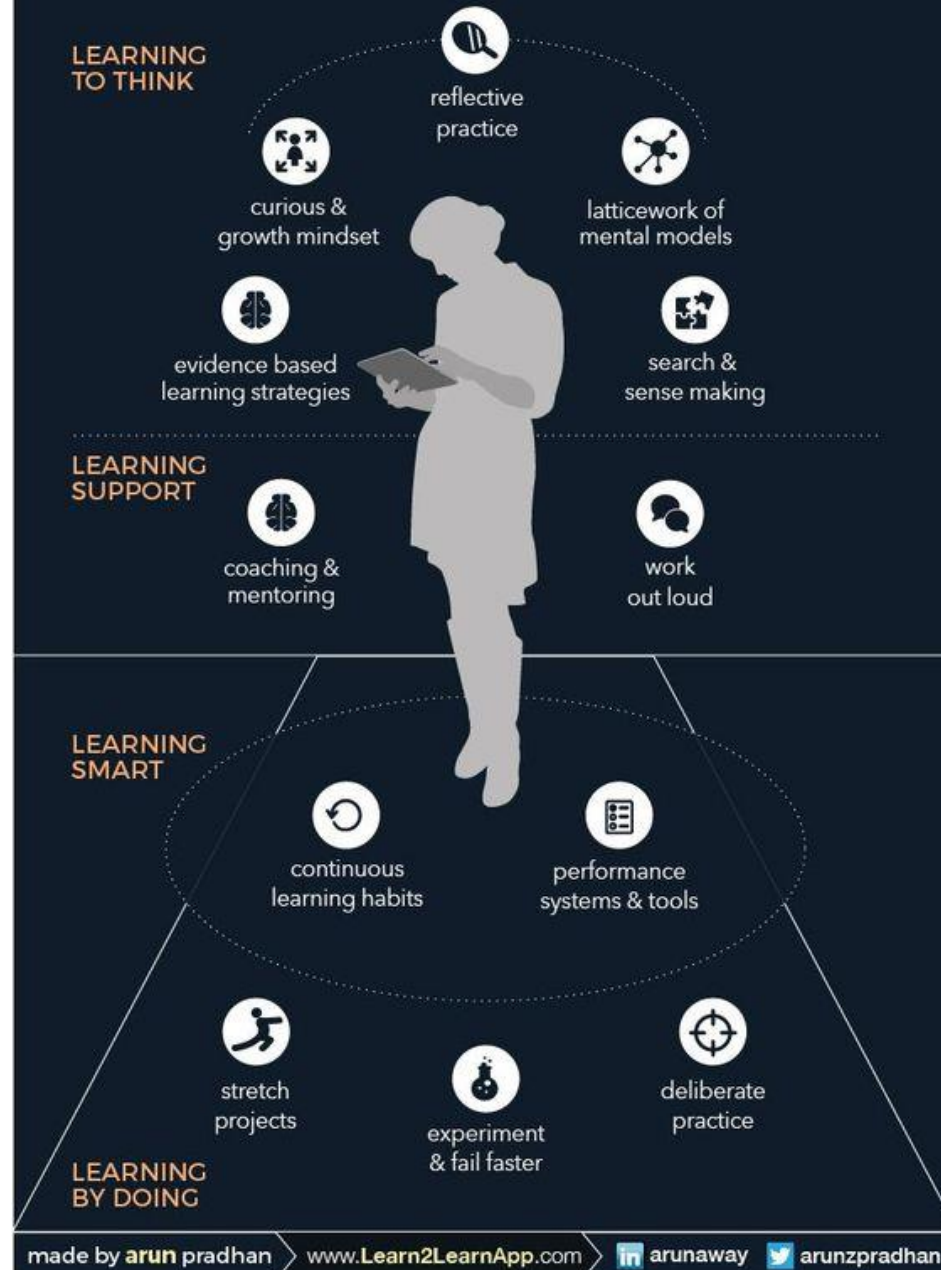 LEARNING
TO THINK
reflective
practice
curious &
growth mindset
latticework of
mental models
evidence based
learning strategies
search &
sense making
LEARNING
SUPPORT
coaching &
mentoring
work
out loud
LEARNING
SMART
continuous
learning habits
performance
systems & tools
stretch
projects
experiment
& fail faster
deliberate
practice
LEARNING
BY DOING
made by arun pradhan www.Learn2LearnApp.com in arunaway arunzpradhan